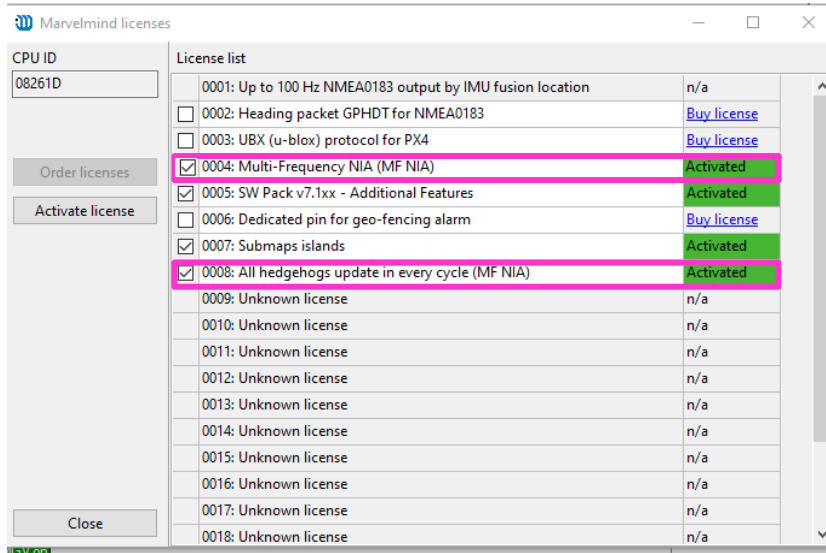 Marvelmind licenses
CPU ID
License list
08261D
0001: Up to 100 Hz NMEA0183 output by IMU fusion location n/a
0002: Heading packet GPHDT for NMEA0183 Buy license
0003: UBX (u-blox) protocol for PX4 Buy license
Order licenses
0004: Multi-Frequency NIA (MF NIA) Activated
0005: SW Pack v7.1xx - Additional Features Activated
Activate license
0006: Dedicated pin for geo-fencing alarm Buy license
0007: Submaps islands Activated
0008: All hedgehogs update in every cycle (MF NIA) Activated
0009: Unknown license n/a
0010: Unknown license n/a
0011: Unknown license n/a
0012: Unknown license n/a
0013: Unknown license n/a
0014: Unknown license n/a
0015: Unknown license n/a
0016: Unknown license n/a
0017: Unknown license n/a
Close
0018: Unknown license n/a